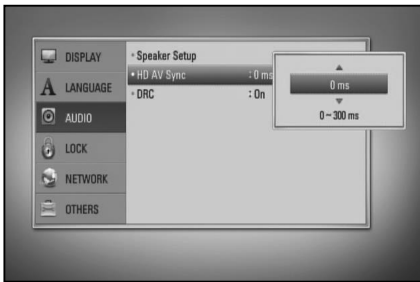 DISPLAY
LANGUAGE
AUDIO
LOCK
NETWORK
OTHERS
Speaker Setup
HD AV Sync : 0 ms
DRC : On
0 ms
0 ~ 300 ms